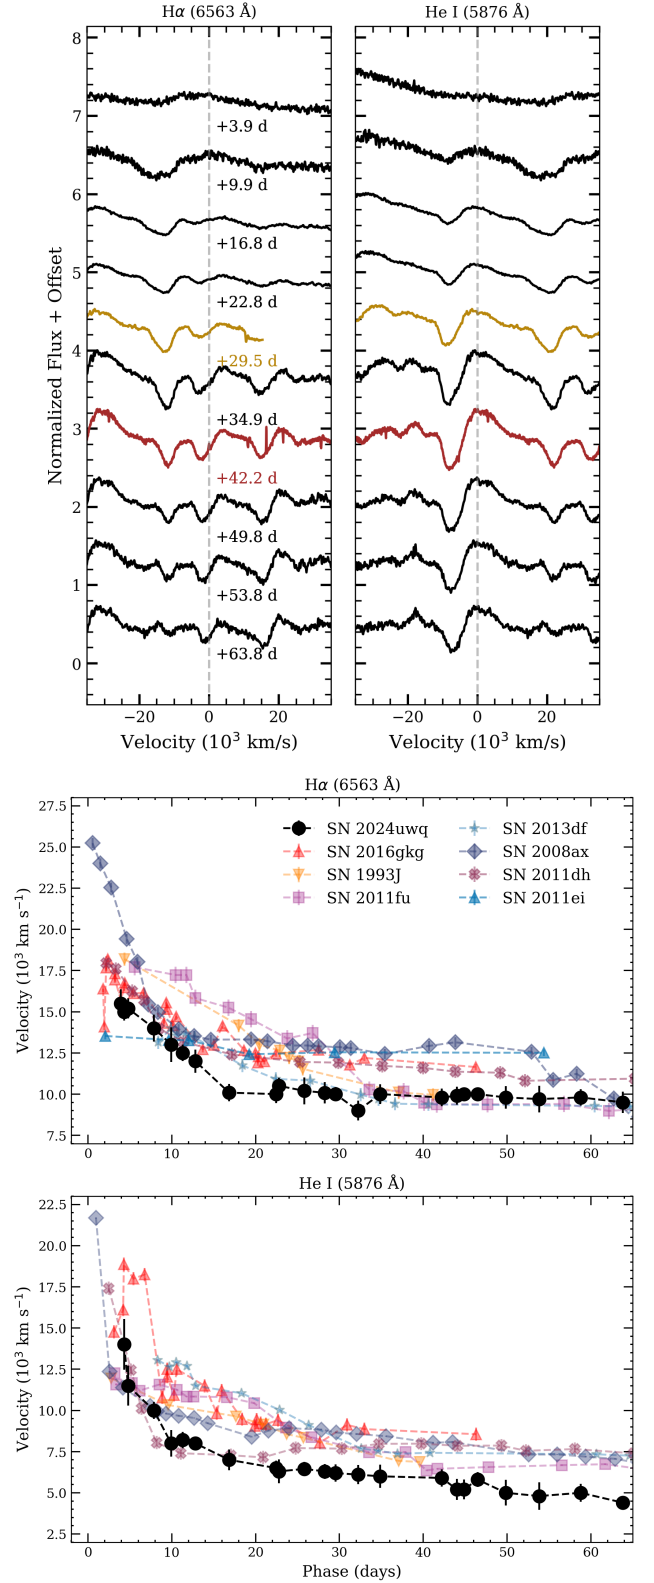 Hα (6563 Å)
He I (5876 Å)
Normalized Flux + Offset
8
7
6
5
4
3
2
1
0
+3.9 d
+9.9 d
+16.8 d
+22.8 d
+29.5 d
+34.9 d
+42.2 d
+49.8 d
+53.8 d
+63.8 d
−20 0 20
−20 0 20
Velocity (10³ km/s)
Velocity (10³ km/s)
Hα (6563 Å)
Velocity (10³ km s⁻¹)
27.5
25.0
22.5
20.0
17.5
15.0
12.5
10.0
7.5
SN 2024uwq
SN 2016gkg
SN 1993J
SN 2011fu
SN 2013df
SN 2008ax
SN 2011dh
SN 2011ei
0 10 20 30 40 50 60
He I (5876 Å)
Velocity (10³ km s⁻¹)
22.5
20.0
17.5
15.0
12.5
10.0
7.5
5.0
2.5
0 10 20 30 40 50 60
Phase (days)